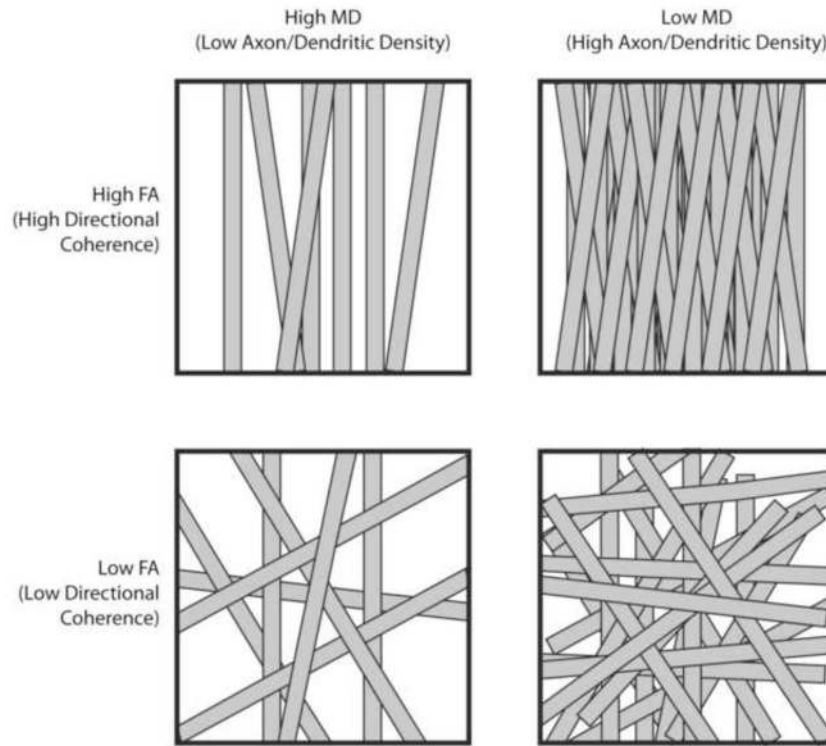 High MD
(Low Axon/Dendritic Density)
Low MD
(High Axon/Dendritic Density)
High FA
(High Directional
Coherence)
Low FA
(Low Directional
Coherence)